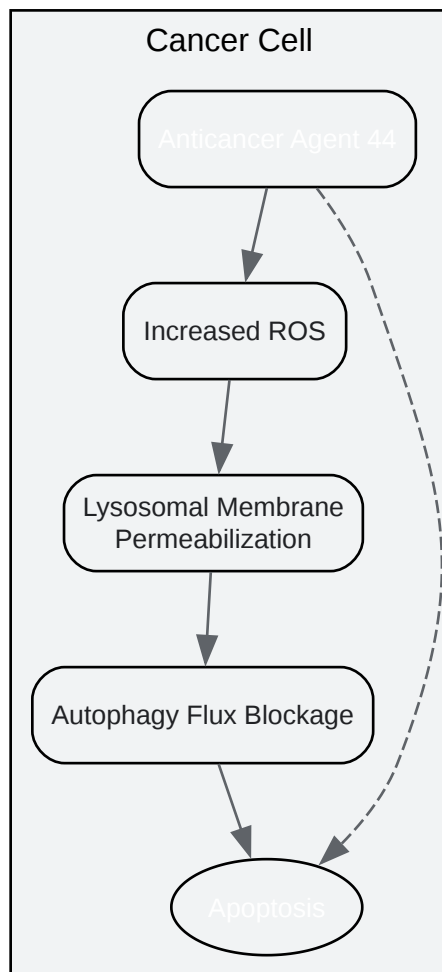 Cancer Cell
Anticancer Agent 44
Increased ROS
Lysosomal Membrane
Permeabilization
Autophagy Flux Blockage
Apoptosis